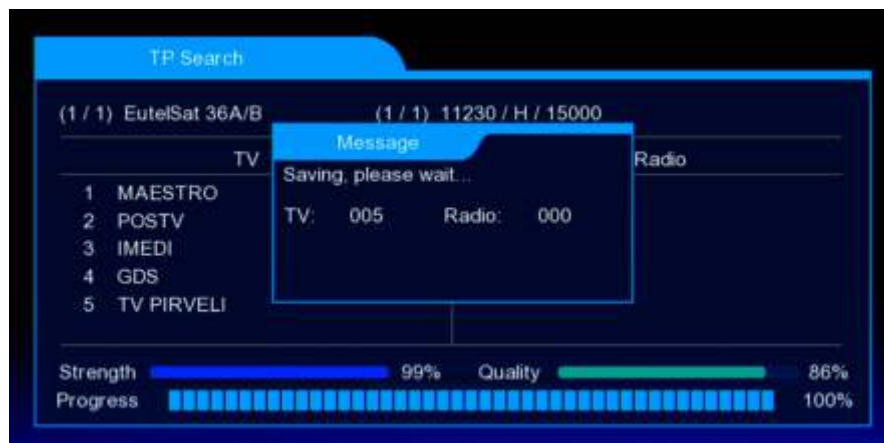 TP Search
(1 / 1) EutelSat 36A/B (1 / 1) 11230 / H / 15000
Message
TV Radio
Saving, please wait...
TV: 005 Radio: 000
1 MAESTRO
2 POSTV
3 IMEDI
4 GDS
5 TV PIRVELI
Strength 99% Quality 86%
Progress 100%